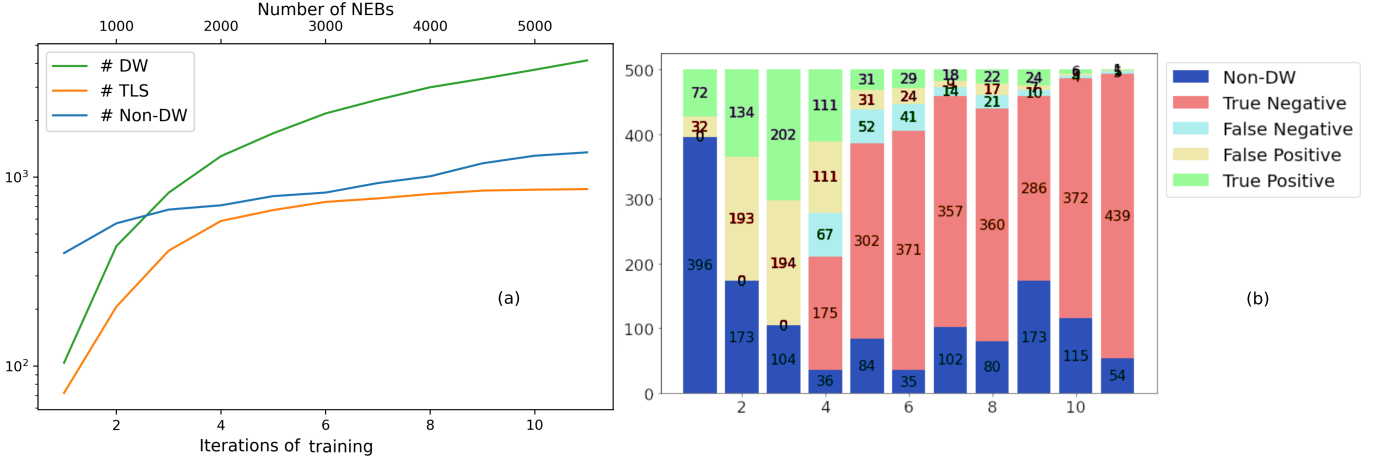 Number of NEBs
1000 2000 3000 4000 5000
# DW
# TLS
# Non-DW
10³
10²
(a)
2 4 6 8 10
Iterations of training
500
400
300
200
100
0
72 32 0 396
134 193 0 173
202 194 0 104
111 111 67 175 36
31 31 52 302 84
29 24 41 371 35
18 9 14 357 102
22 17 21 360 80
24 7 10 286 173
6 4 372 115
439 54
2 4 6 8 10
Non-DW
True Negative
False Negative
False Positive
True Positive
(b)